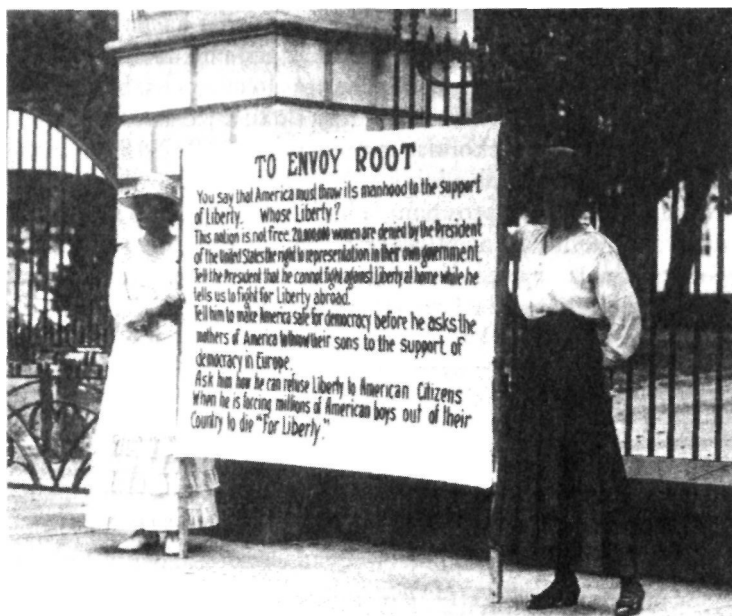 TO ENVOY ROOT
You say that America must throw its manhood to the support
of Liberty. Whose Liberty?
This nation is not free. 20,000,000 women are denied by the President
of the United States the right to representation in their own government.
Tell the President that he cannot fight against Liberty at home while he
tells us to fight for Liberty abroad.
Tell him to make America safe for democracy before he asks the
mothers of America to throw their sons to the support of
democracy in Europe.
Ask him how he can refuse Liberty to American Citizens
When he is forcing millions of American boys out of their
Country to die "For Liberty."